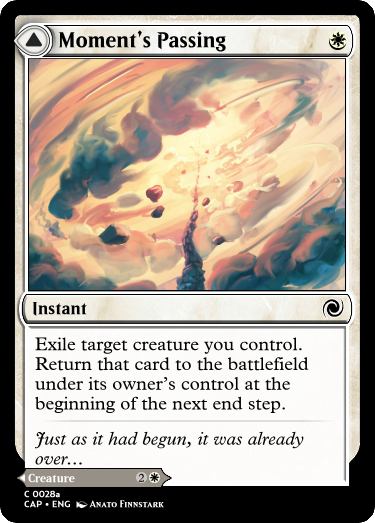 Moment's Passing
Instant
Exile target creature you control.
Return that card to the battlefield
under its owner's control at the
beginning of the next end step.
Just as it had begun, it was already
over...
Creature 2
C 0028a
CAP • ENG Anato Finnstark